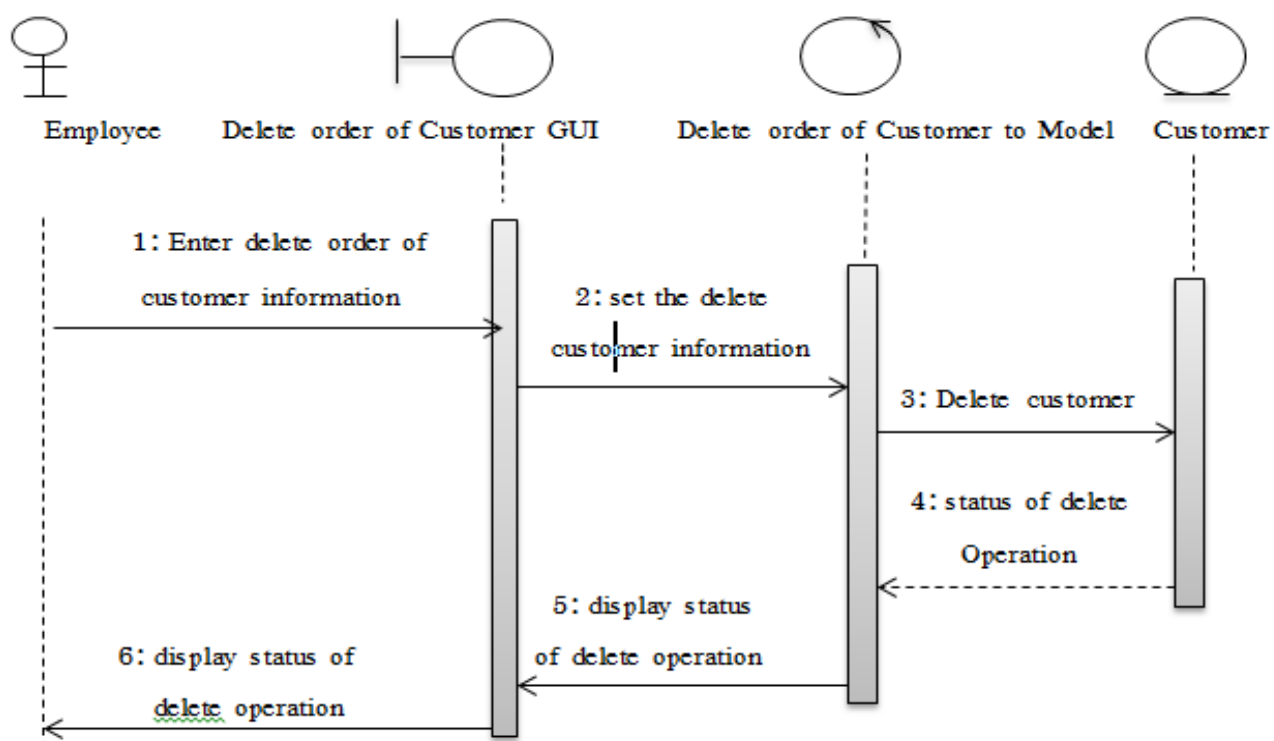 Employee
Delete order of Customer GUI
Delete order of Customer to Model
Customer
1: Enter delete order of
customer information
2: set the delete
customer information
3: Delete customer
4: status of delete
Operation
5: display status
of delete operation
6: display status of
delete operation